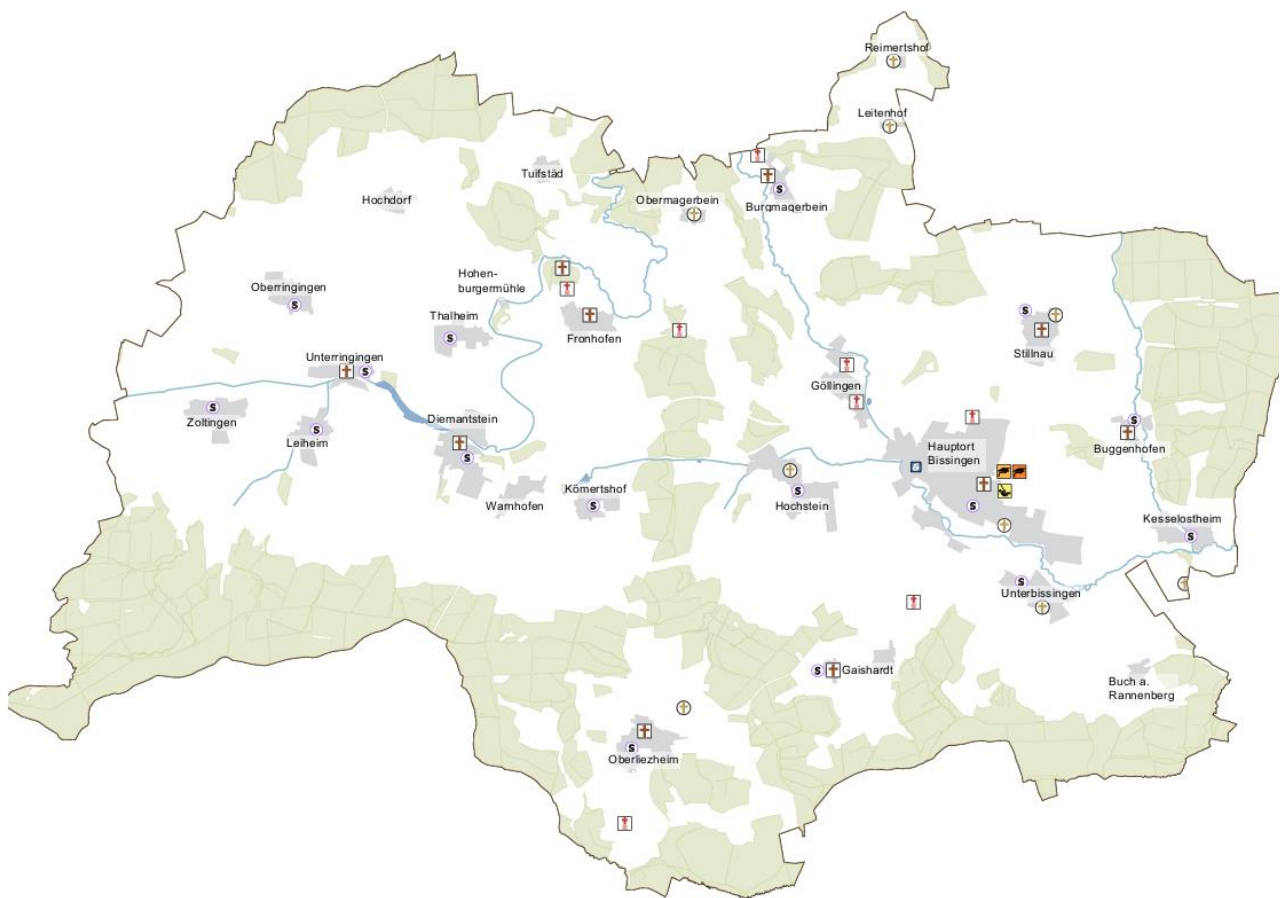 Reimertshof
Leitenhof
Tuifstäd
Hochdorf
Obermagerbein
Burgmagerbein
S
Hohen-
burgermühle
Oberringingen
S
Thalheim
S
Fronhofen
S
Stillnau
Unterringingen
S
Göllingen
Zoltingen
S
Leiheim
S
Diemantstein
S
Hauptort
Bissingen
S
S
Buggenhofen
Warnhofen
Kömertshof
S
Hochstein
S
Kesselostheim
S
S
Unterbissingen
S
Gaishardt
Buch a.
Rannenberg
S
Oberliezheim